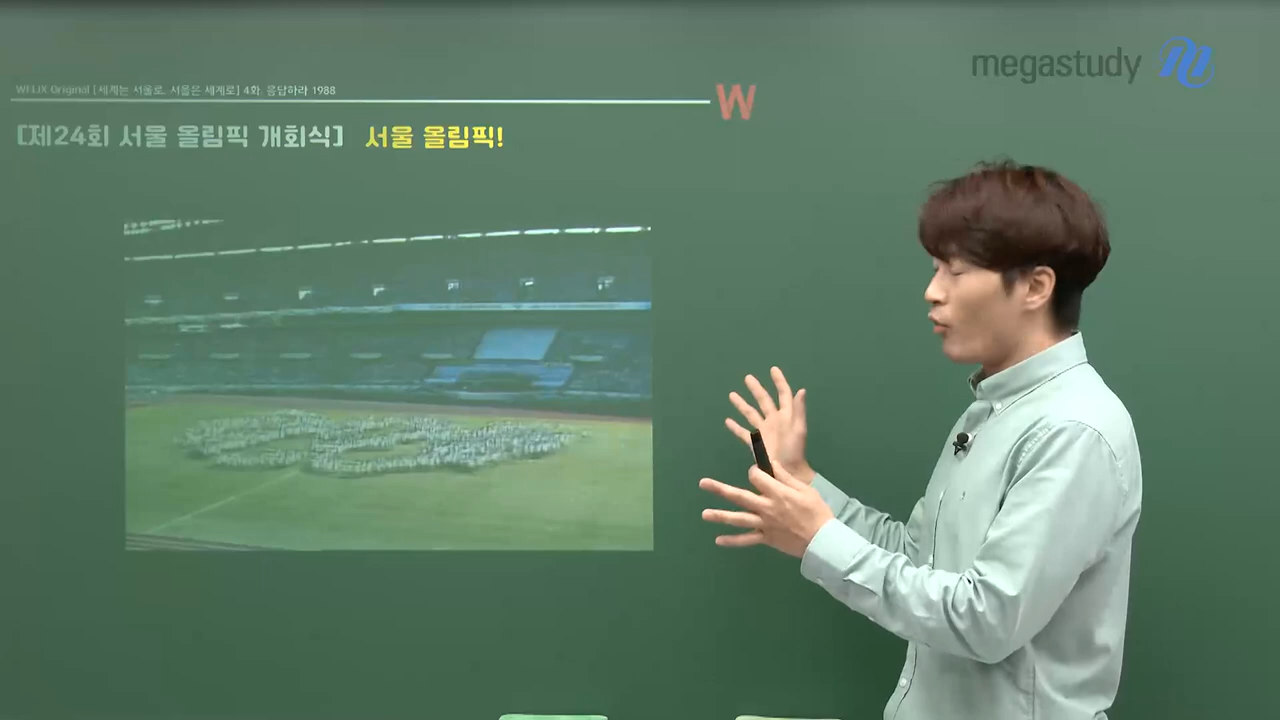 megastudy
WFLIX Original [세계는 서울로, 서울은 세계로] 4화. 응답하라 1988
W
[제24회 서울 올림픽 개회식] 서울 올림픽!